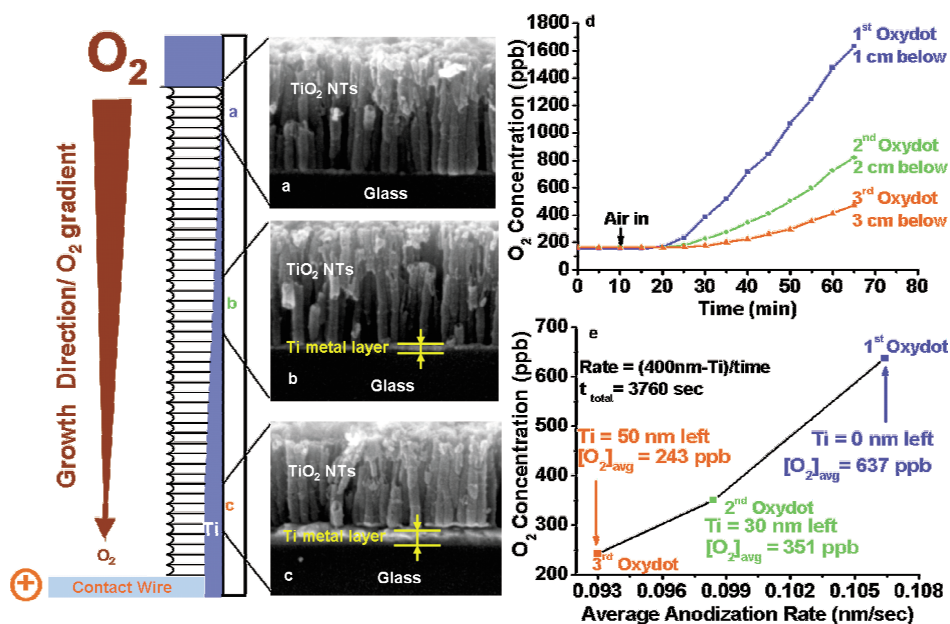 O2
Growth Direction/ O2 gradient
O2
Contact Wire
a
b
c
Ti
TiO2 NTs
a
Glass
TiO2 NTs
Ti metal layer
b
Glass
TiO2 NTs
Ti metal layer
c
Glass
d
O2 Concentration (ppb)
1800
1600
1400
1200
1000
800
600
400
200
0
1st Oxydot
1 cm below
2nd Oxydot
2 cm below
3rd Oxydot
3 cm below
Air in
0 10 20 30 40 50 60 70 80
Time (min)
e
O2 Concentration (ppb)
700
600
500
400
300
200
1st Oxydot
Rate = (400nm-Ti)/time
t total = 3760 sec
Ti = 50 nm left
[O2]avg = 243 ppb
Ti = 0 nm left
[O2]avg = 637 ppb
2nd Oxydot
Ti = 30 nm left
[O2]avg = 351 ppb
3rd Oxydot
0.093 0.096 0.099 0.102 0.105 0.108
Average Anodization Rate (nm/sec)